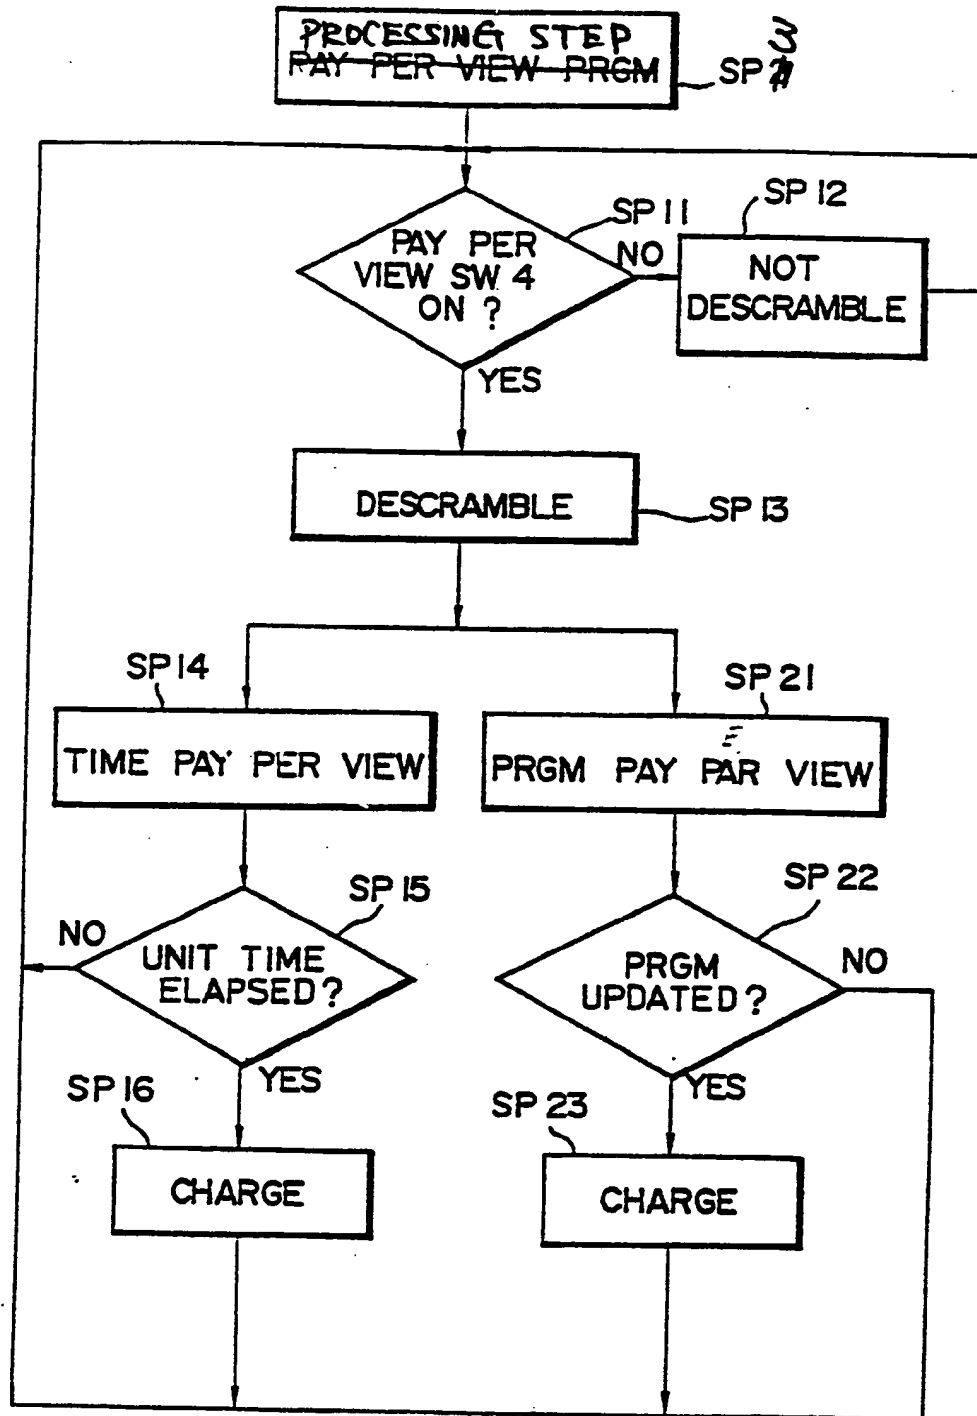 PROCESSING STEP
PAY PER VIEW PRGM
SP 3
SP 11
SP 12
PAY PER
VIEW SW 4
ON ?
NO
NOT
DESCRAMBLE
YES
DESCRAMBLE
SP 13
SP 14
SP 21
TIME PAY PER VIEW
E
PRGM PAY PAR VIEW
SP 15
SP 22
NO
UNIT TIME
ELAPSED ?
PRGM
UPDATED ?
NO
YES
YES
SP 16
SP 23
CHARGE
CHARGE